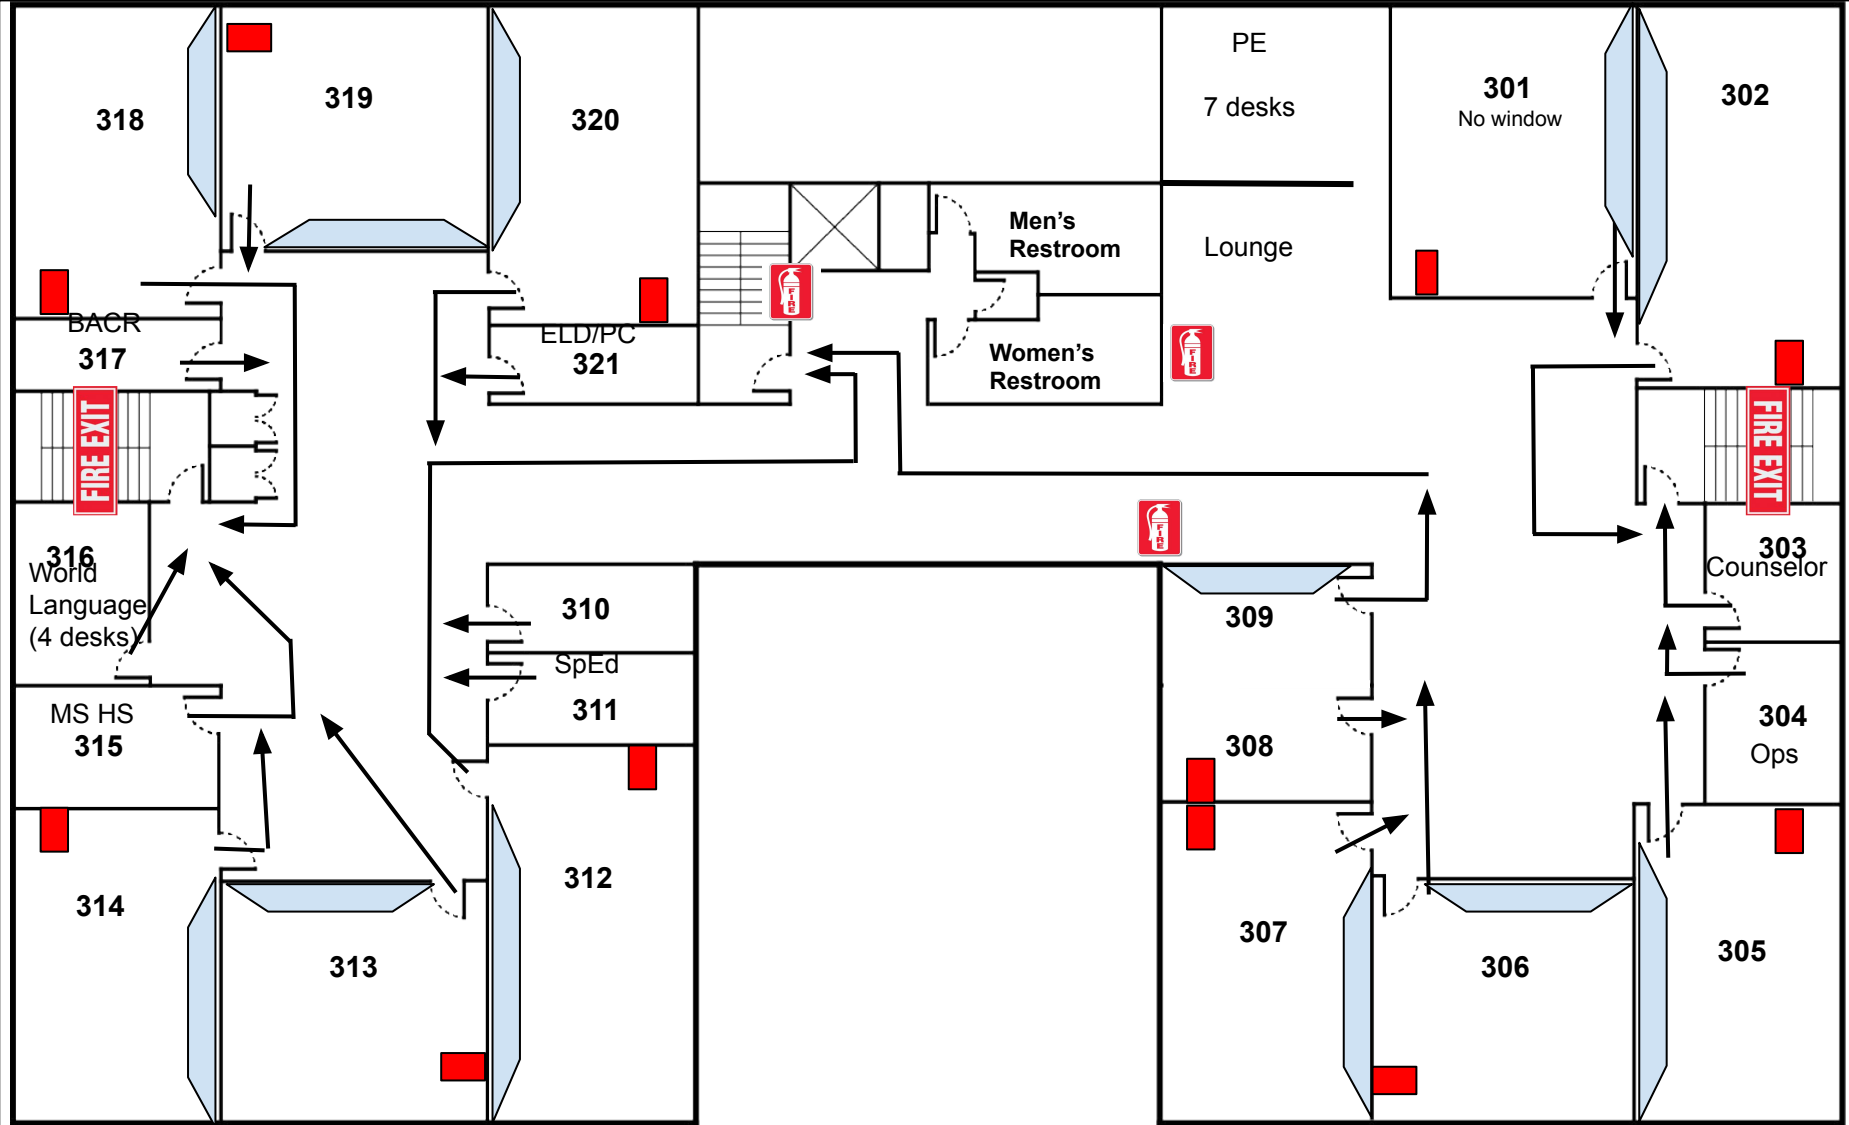 318
319
320
PE
7 desks
301
No window
302
Men's
Restroom
Lounge
FIRE
BACR
317
ELD/PC
321
Women's
Restroom
FIRE
FIRE EXIT
FIRE EXIT
FIRE
316
World
Language
(4 desks)
310
SpEd
311
309
308
303
Counselor
304
Ops
MS HS
315
314
313
312
307
306
305